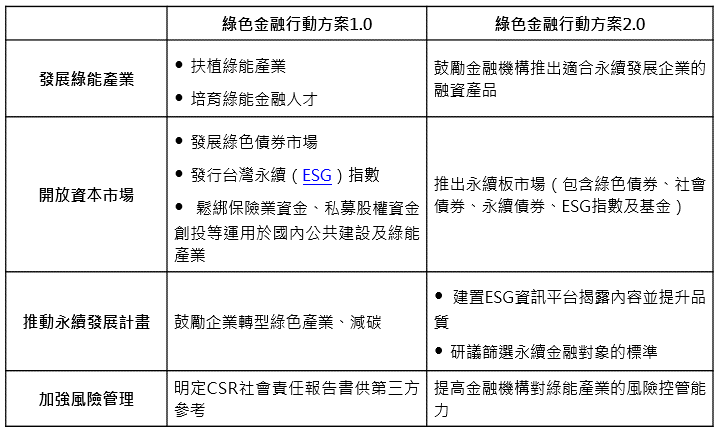 綠色金融行動方案1.0
綠色金融行動方案2.0
發展綠能產業
● 扶植綠能產業
● 培育綠能金融人才
鼓勵金融機構推出適合永續發展企業的
融資產品
開放資本市場
● 發展綠色債券市場
● 發行台灣永續（ESG）指數
● 鬆綁保險業資金、私募股權資金
創投等運用於國內公共建設及綠能
產業
推出永續板市場（包含綠色債券、社會
債券、永續債券、ESG指數及基金）
推動永續發展計畫
鼓勵企業轉型綠色產業、減碳
● 建置ESG資訊平台揭露內容並提升品
質
● 研議篩選永續金融對象的標準
加強風險管理
明定CSR社會責任報告書供第三方
參考
提高金融機構對綠能產業的風險控管能
力